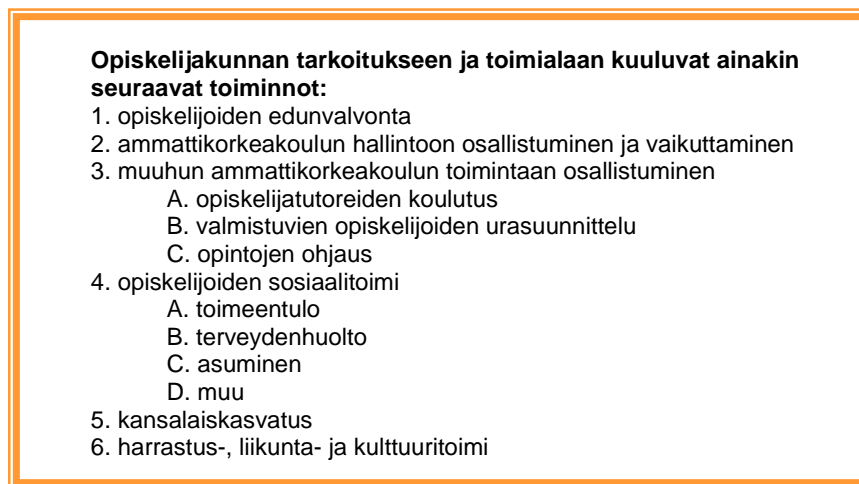 Opiskelijakunnan tarkoitukseen ja toimialaan kuuluvat ainakin
seuraavat toiminnot:
1. opiskelijoiden edunvalvonta
2. ammattikorkeakoulun hallintoon osallistuminen ja vaikuttaminen
3. muuhun ammattikorkeakoulun toimintaan osallistuminen
A. opiskelijatutoreiden koulutus
B. valmistuvien opiskelijoiden urasuunnittelu
C. opintojen ohjaus
4. opiskelijoiden sosiaalitoimi
A. toimeentulo
B. terveydenhuolto
C. asuminen
D. muu
5. kansalaiskasvatus
6. harrastus-, liikunta- ja kulttuuritoimi